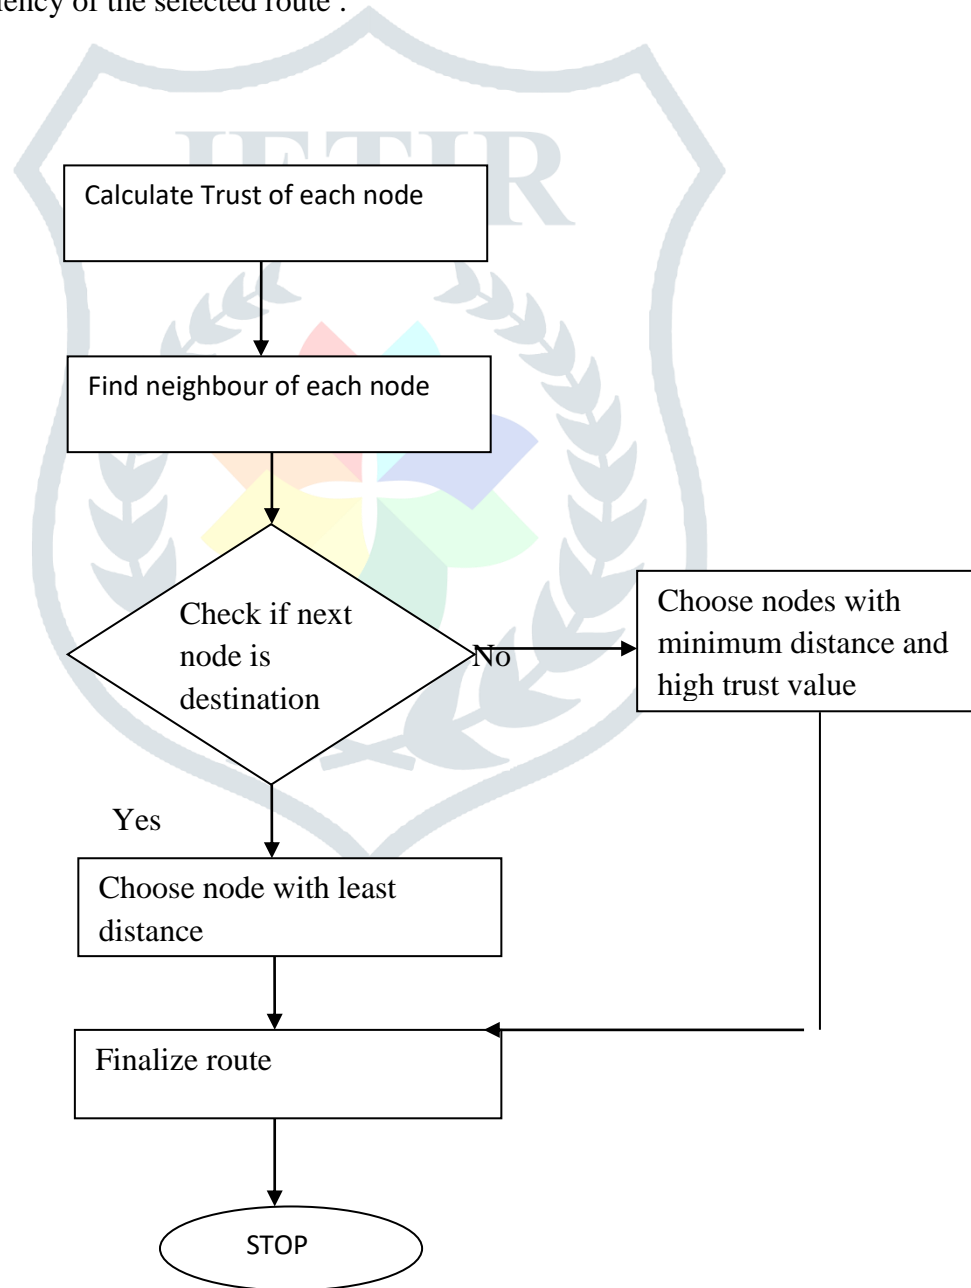 of the selected route .
JETIR
Calculate Trust of each node
Find neighbour of each node
Check if next
node is
destination
No
Choose nodes with
minimum distance and
high trust value
Yes
Choose node with least
distance
Finalize route
STOP